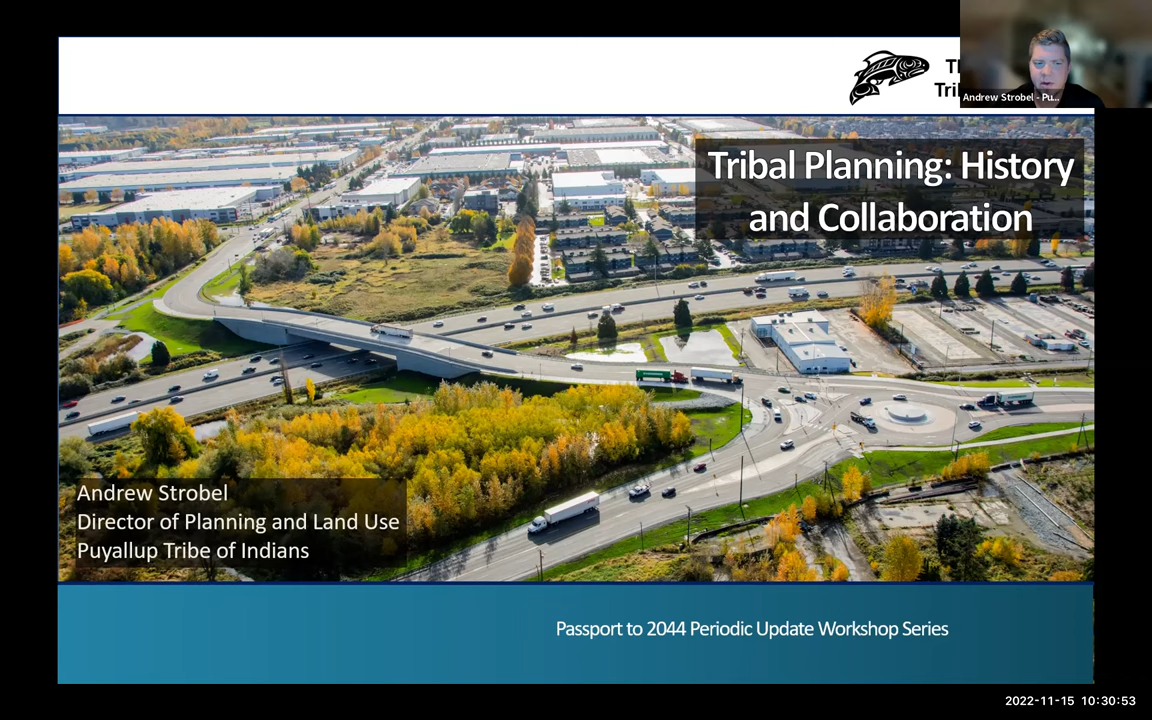 Andrew Strobel - Pu...
Tribal Planning: History
and Collaboration
Andrew Strobel
Director of Planning and Land Use
Puyallup Tribe of Indians
Passport to 2044 Periodic Update Workshop Series
2022-11-15 10:30:53